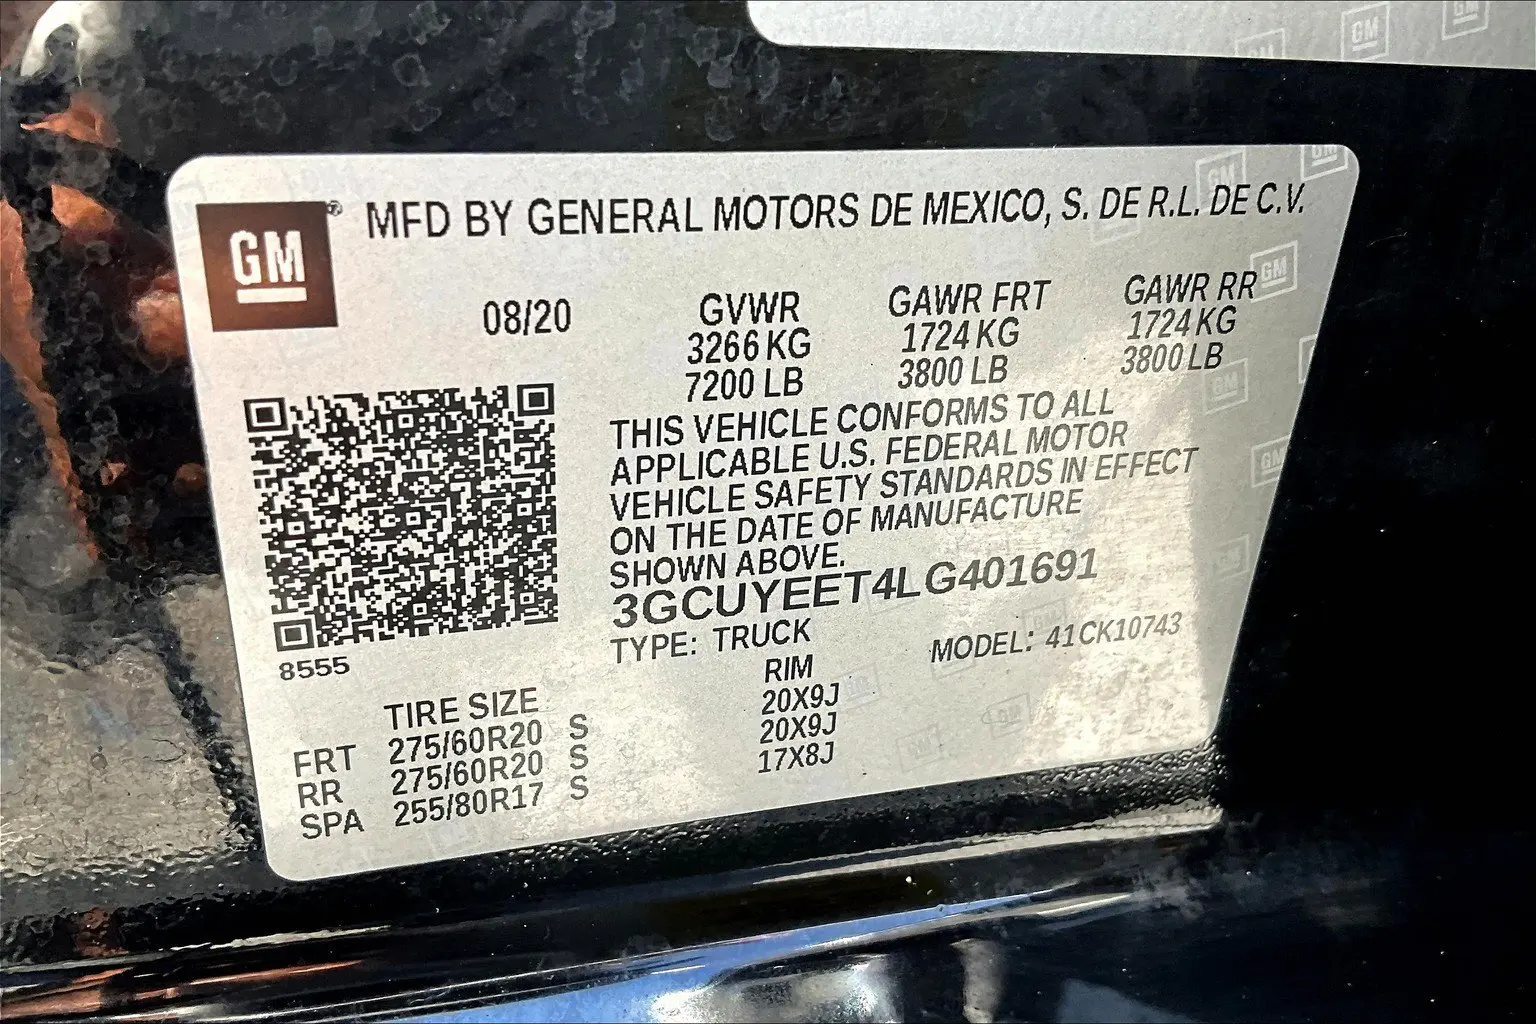 GM ® MFD BY GENERAL MOTORS DE MEXICO, S. DE R.L. DE C.V.
08/20 GVWR GAWR FRT GAWR RR
3266 KG 1724 KG 1724 KG
7200 LB 3800 LB 3800 LB
THIS VEHICLE CONFORMS TO ALL
APPLICABLE U.S. FEDERAL MOTOR
VEHICLE SAFETY STANDARDS IN EFFECT
ON THE DATE OF MANUFACTURE
SHOWN ABOVE.
3GCUYEET4LG401691
TYPE: TRUCK MODEL: 41CK10743
8555
TIRE SIZE RIM
FRT 275/60R20 S 20X9J
RR 275/60R20 S 20X9J
SPA 255/80R17 S 17X8J